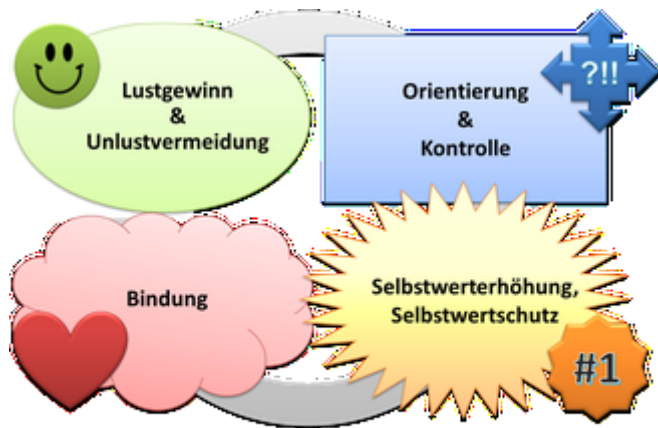 Lustgewinn
&
Unlustvermeidung
?!!
Orientierung
&
Kontrolle
Bindung
Selbstwerterhöhung,
Selbstwertschutz
#1